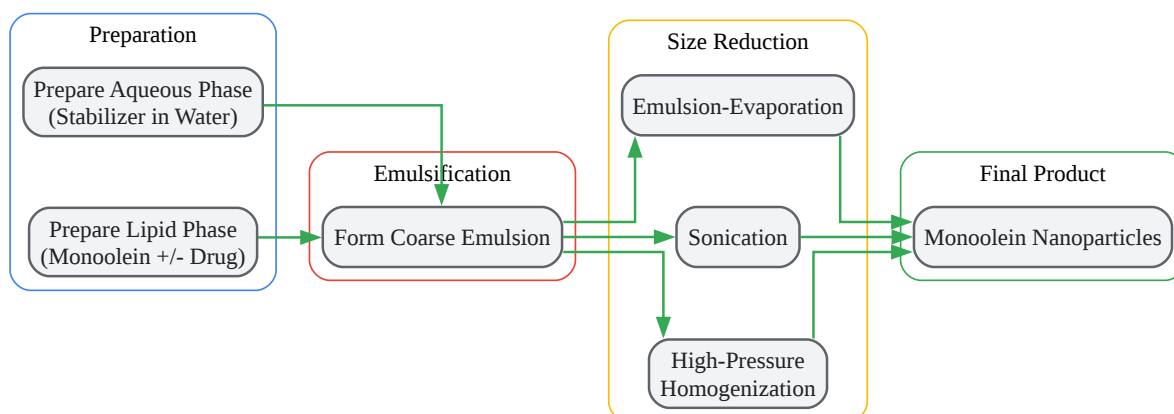 Preparation
Prepare Aqueous Phase
(Stabilizer in Water)
Prepare Lipid Phase
(Monoolein +/- Drug)
Emulsification
Form Coarse Emulsion
Size Reduction
Emulsion-Evaporation
Sonication
High-Pressure
Homogenization
Final Product
Monoolein Nanoparticles